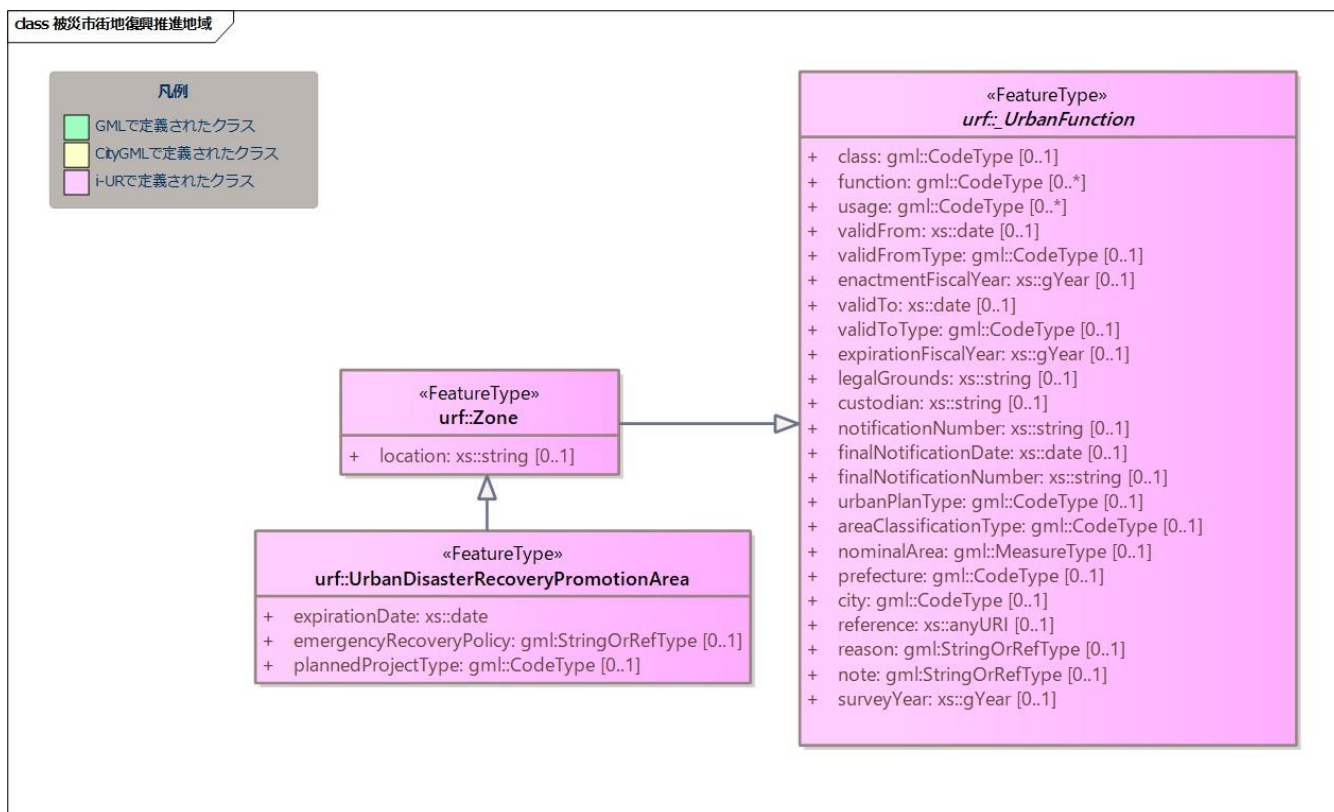 class 被災市街地復興推進地域
凡例
GMLで定義されたクラス
CityGMLで定義されたクラス
i-URで定義されたクラス
«FeatureType»
urf::_UrbanFunction
+ class: gml::CodeType [0..1]
+ function: gml::CodeType [0..*]
+ usage: gml::CodeType [0..*]
+ validFrom: xs::date [0..1]
+ validFromType: gml::CodeType [0..1]
+ enactmentFiscalYear: xs::gYear [0..1]
+ validTo: xs::date [0..1]
+ validToType: gml::CodeType [0..1]
+ expirationFiscalYear: xs::gYear [0..1]
+ legalGrounds: xs::string [0..1]
+ custodian: xs::string [0..1]
+ notificationNumber: xs::string [0..1]
+ finalNotificationDate: xs::date [0..1]
+ finalNotificationNumber: xs::string [0..1]
+ urbanPlanType: gml::CodeType [0..1]
+ areaClassificationType: gml::CodeType [0..1]
+ nominalArea: gml::MeasureType [0..1]
+ prefecture: gml::CodeType [0..1]
+ city: gml::CodeType [0..1]
+ reference: xs::anyURI [0..1]
+ reason: gml:StringOrRefType [0..1]
+ note: gml:StringOrRefType [0..1]
+ surveyYear: xs::gYear [0..1]
«FeatureType»
urf::Zone
+ location: xs::string [0..1]
«FeatureType»
urf::UrbanDisasterRecoveryPromotionArea
+ expirationDate: xs::date
+ emergencyRecoveryPolicy: gml:StringOrRefType [0..1]
+ plannedProjectType: gml::CodeType [0..1]